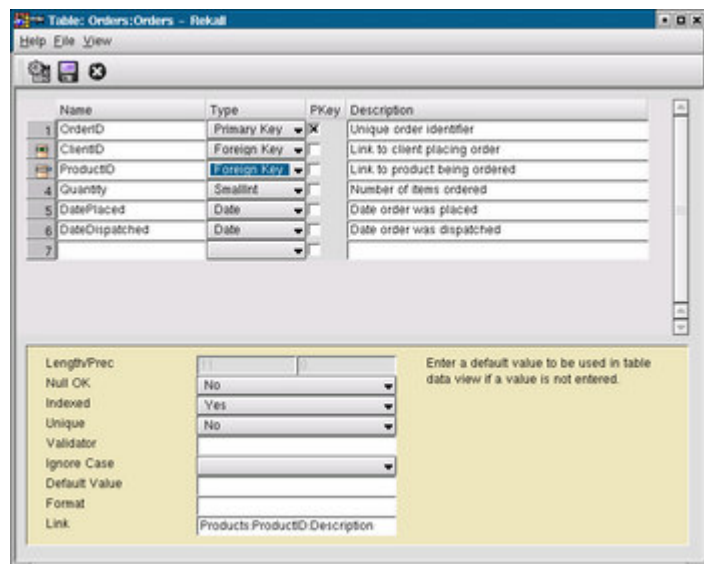 Table: Orders:Orders - Rekall
Help File View
Name Type PKey Description
1 OrderID Primary Key Unique order identifier
ClientID Foreign Key Link to client placing order
ProductID Foreign Key Link to product being ordered
4 Quantity SmallInt Number of items ordered
5 DatePlaced Date Date order was placed
6 DateDispatched Date Date order was dispatched
7
Length/Prec 11 0
Enter a default value to be used in table
data view if a value is not entered.
Null OK No
Indexed Yes
Unique No
Validator
Ignore Case
Default Value
Format
Link Products:ProductID:Description